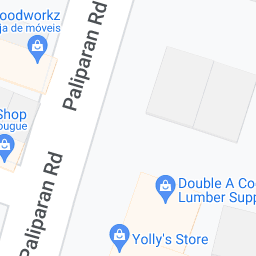 oodworkz
ja de móveis
Paliparan Rd
Shop
ougue
Paliparan Rd
Double A Co
Lumber Supp
Yolly's Store